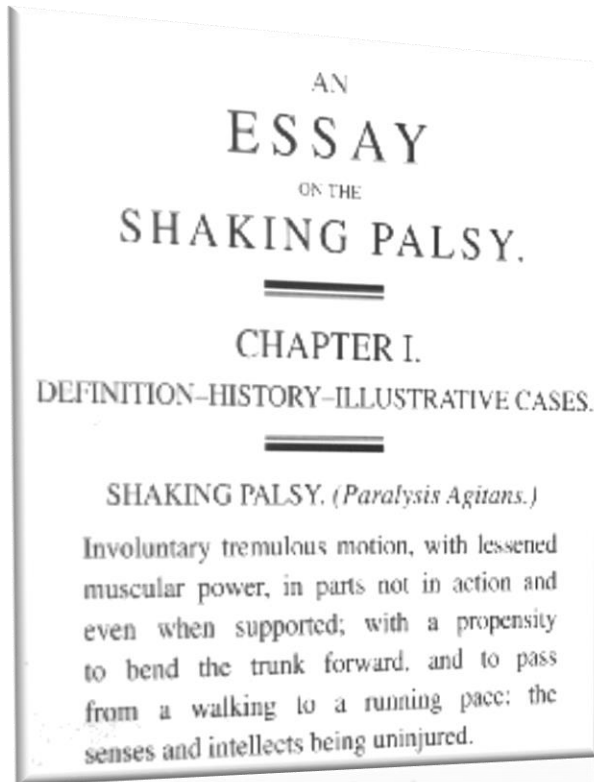 AN
ESSAY
ON THE
SHAKING PALSY.
CHAPTER I.
DEFINITION–HISTORY–ILLUSTRATIVE CASES.
SHAKING PALSY. (Paralysis Agitans.)
Involuntary tremulous motion, with lessened
muscular power, in parts not in action and
even when supported; with a propensity
to bend the trunk forward, and to pass
from a walking to a running pace: the
senses and intellects being uninjured.